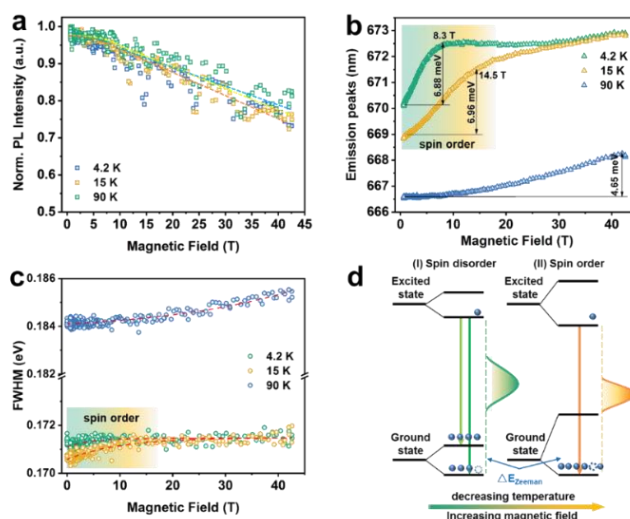 a
Norm. PL Intensity (a.u.)
1.0
0.9
0.8
0.7
0.6
0.5
4.2 K
15 K
90 K
0 5 10 15 20 25 30 35 40 45
Magnetic Field (T)
b
Emission peaks (nm)
673
672
671
670
669
668
667
666
8.3 T
6.88 meV
14.5 T
6.96 meV
spin order
4.65 meV
4.2 K
15 K
90 K
0 10 20 30 40
Magnetic Field (T)
c
FWHM (eV)
0.186
0.184
0.182
0.172
0.170
4.2 K
15 K
90 K
spin order
0 10 20 30 40
Magnetic Field (T)
d
(I) Spin disorder
(II) Spin order
Excited
state
Excited
state
Ground
state
Ground
state
△EZeeman
decreasing temperature
increasing magnetic field